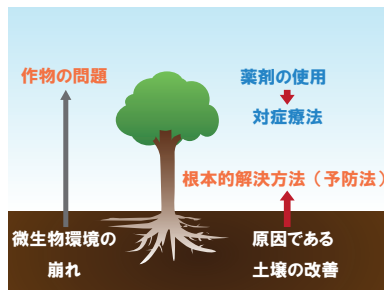 作物の問題
薬剤の使用
対症療法
根本的解決方法（予防法）
微生物環境の
崩れ
原因である
土壌の改善